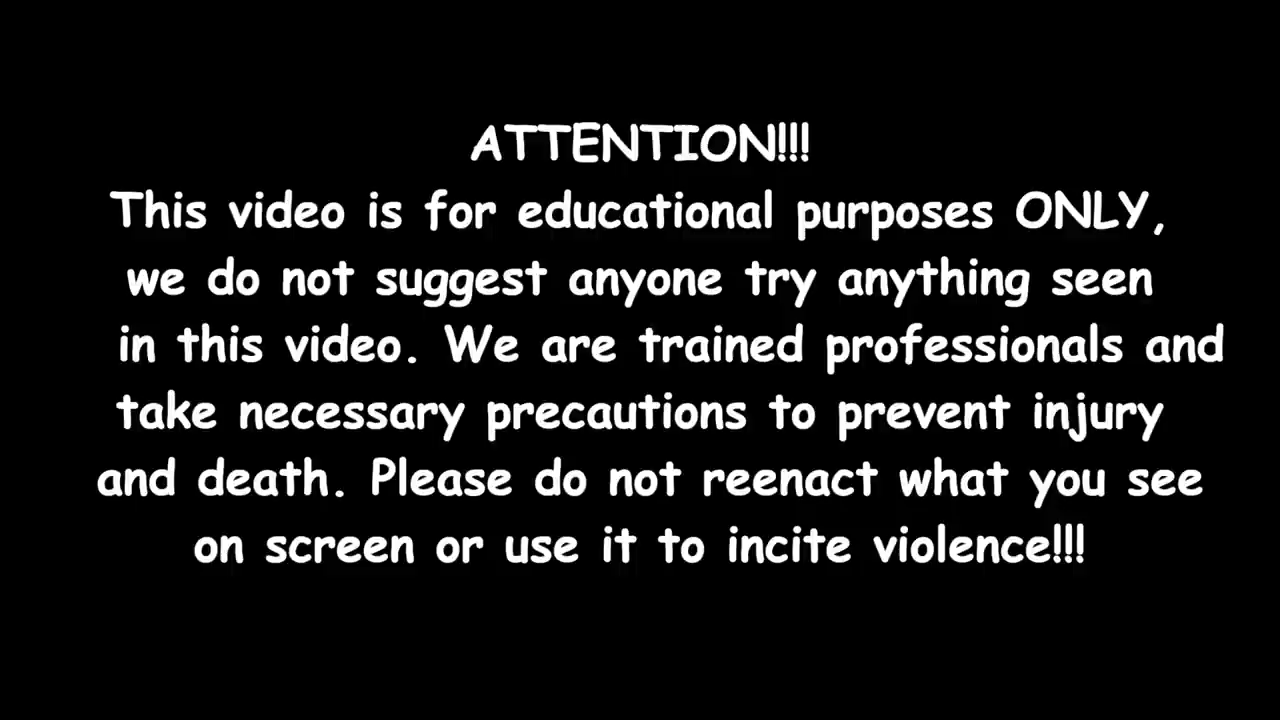 ATTENTION!!!
This video is for educational purposes ONLY,
we do not suggest anyone try anything seen
in this video. We are trained professionals and
take necessary precautions to prevent injury
and death. Please do not reenact what you see
on screen or use it to incite violence!!!